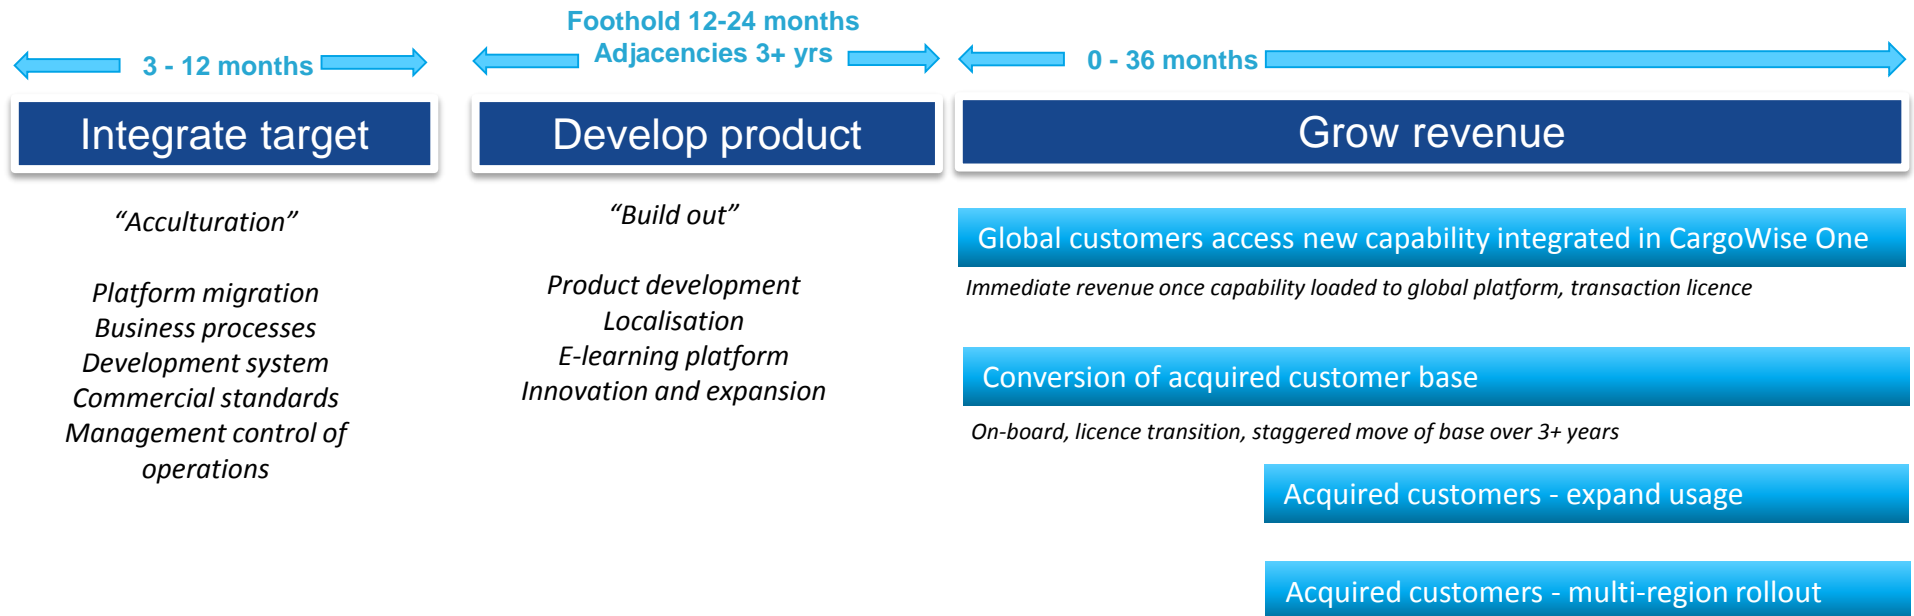 3 - 12 months
Integrate target
“Acculturation”
Platform migration
Business processes
Development system
Commercial standards
Management control of
operations
Foothold 12-24 months
Adjacencies 3+ yrs
Develop product
“Build out”
Product development
Localisation
E-learning platform
Innovation and expansion
0 - 36 months
Grow revenue
Global customers access new capability integrated in CargoWise One
Immediate revenue once capability loaded to global platform, transaction licence
Conversion of acquired customer base
On-board, licence transition, staggered move of base over 3+ years
Acquired customers - expand usage
Acquired customers - multi-region rollout